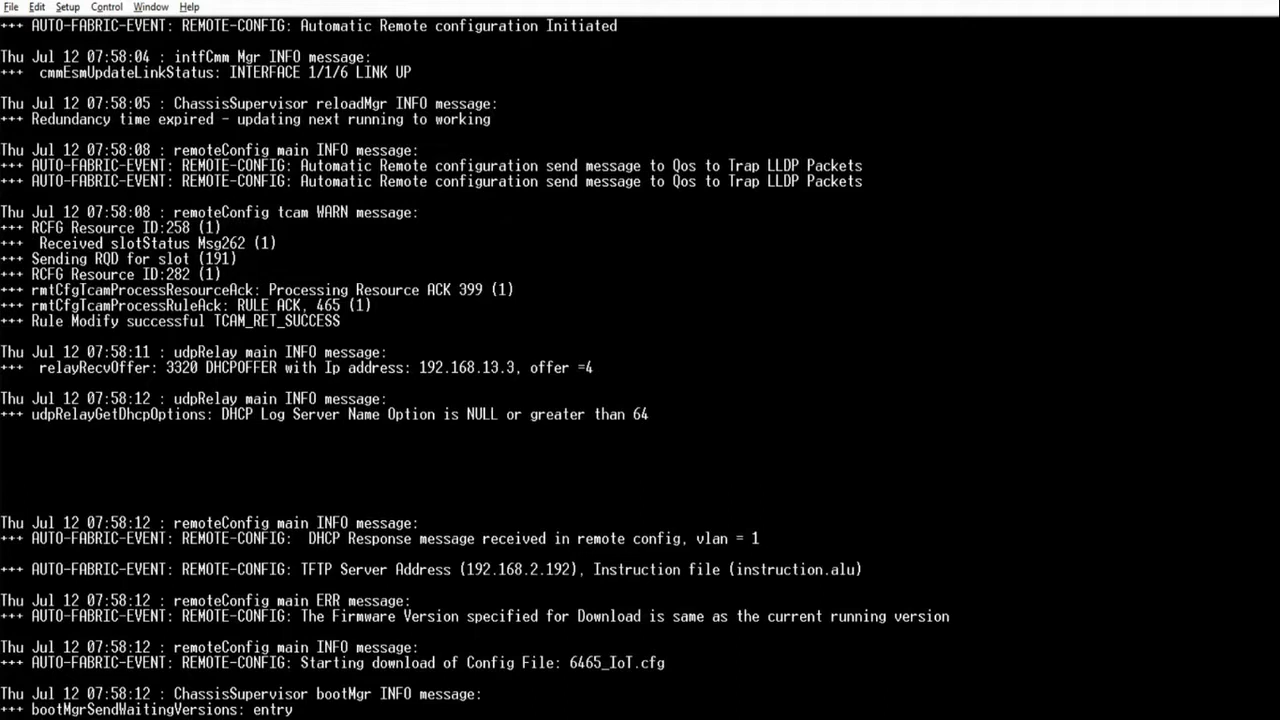 File Edit Setup Control Window Help
+++ AUTO-FABRIC-EVENT: REMOTE-CONFIG: Automatic Remote configuration Initiated
Thu Jul 12 07:58:04 : intfCmm Mgr INFO message:
+++  cmmEsmUpdateLinkStatus: INTERFACE 1/1/6 LINK UP
Thu Jul 12 07:58:05 : ChassisSupervisor reloadMgr INFO message:
+++ Redundancy time expired - updating next running to working
Thu Jul 12 07:58:08 : remoteConfig main INFO message:
+++ AUTO-FABRIC-EVENT: REMOTE-CONFIG: Automatic Remote configuration send message to Qos to Trap LLDP Packets
+++ AUTO-FABRIC-EVENT: REMOTE-CONFIG: Automatic Remote configuration send message to Qos to Trap LLDP Packets
Thu Jul 12 07:58:08 : remoteConfig tcam WARN message:
+++ RCFG Resource ID:258 (1)
+++  Received slotStatus Msg262 (1)
+++ Sending RQD for slot (191)
+++ RCFG Resource ID:282 (1)
+++ rmtCfgTcamProcessResourceAck: Processing Resource ACK 399 (1)
+++ rmtCfgTcamProcessRuleAck: RULE ACK, 465 (1)
+++ Rule Modify successful TCAM_RET_SUCCESS
Thu Jul 12 07:58:11 : udpRelay main INFO message:
+++  relayRecvOffer: 3320 DHCPOFFER with Ip address: 192.168.13.3, offer =4
Thu Jul 12 07:58:12 : udpRelay main INFO message:
+++ udpRelayGetDhcpOptions: DHCP Log Server Name Option is NULL or greater than 64
Thu Jul 12 07:58:12 : remoteConfig main INFO message:
+++ AUTO-FABRIC-EVENT: REMOTE-CONFIG:  DHCP Response message received in remote config, vlan = 1
+++ AUTO-FABRIC-EVENT: REMOTE-CONFIG: TFTP Server Address (192.168.2.192), Instruction file (instruction.alu)
Thu Jul 12 07:58:12 : remoteConfig main ERR message:
+++ AUTO-FABRIC-EVENT: REMOTE-CONFIG: The Firmware Version specified for Download is same as the current running version
Thu Jul 12 07:58:12 : remoteConfig main INFO message:
+++ AUTO-FABRIC-EVENT: REMOTE-CONFIG: Starting download of Config File: 6465_IoT.cfg
Thu Jul 12 07:58:12 : ChassisSupervisor bootMgr INFO message:
+++ bootMgrSendWaitingVersions: entry